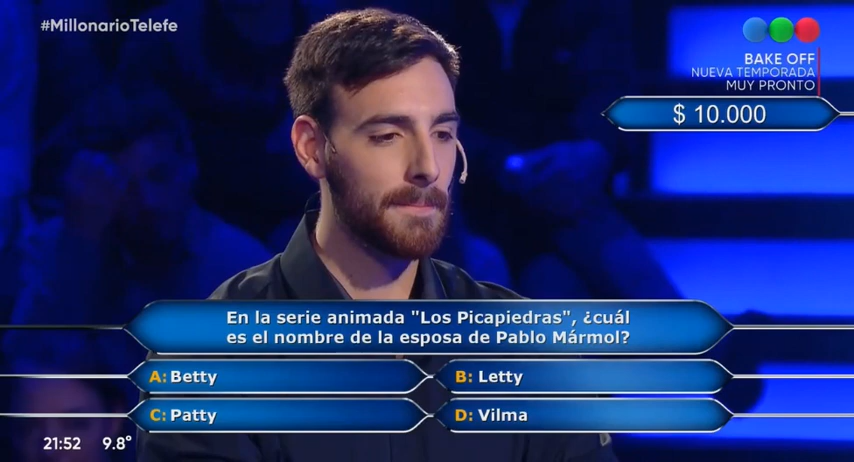 #MillonarioTelefe
BAKE OFF
NUEVA TEMPORADA
MUY PRONTO
$ 10.000
En la serie animada "Los Picapiedras", ¿cuál
es el nombre de la esposa de Pablo Mármol?
A: Betty
B: Letty
C: Patty
D: Vilma
21:52 9.8°